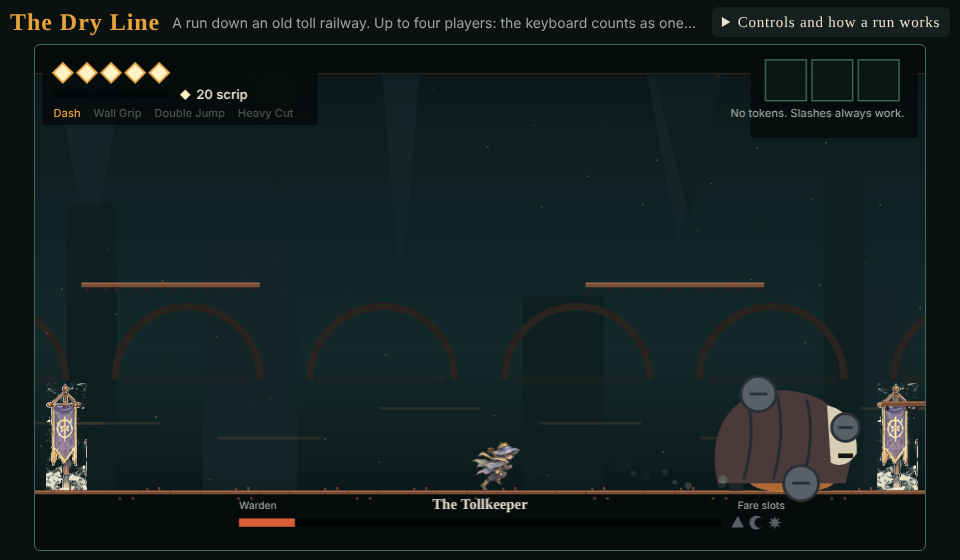 The Dry Line
A run down an old toll railway. Up to four players: the keyboard counts as one...
▶ Controls and how a run works
20 scrip
Dash Wall Grip Double Jump Heavy Cut
No tokens. Slashes always work.
Warden
The Tollkeeper
Fare slots